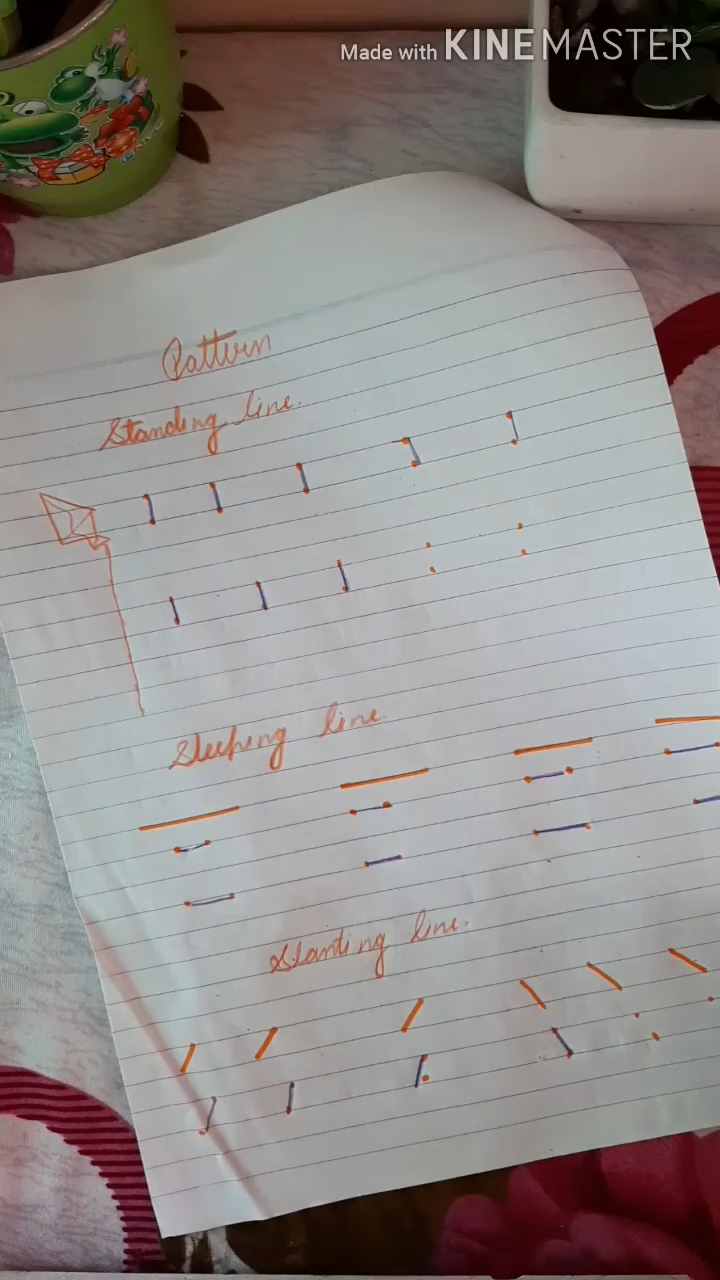 Made with KINEMASTER
Pattern
Standing line.
Sleeping line
Slanting line.